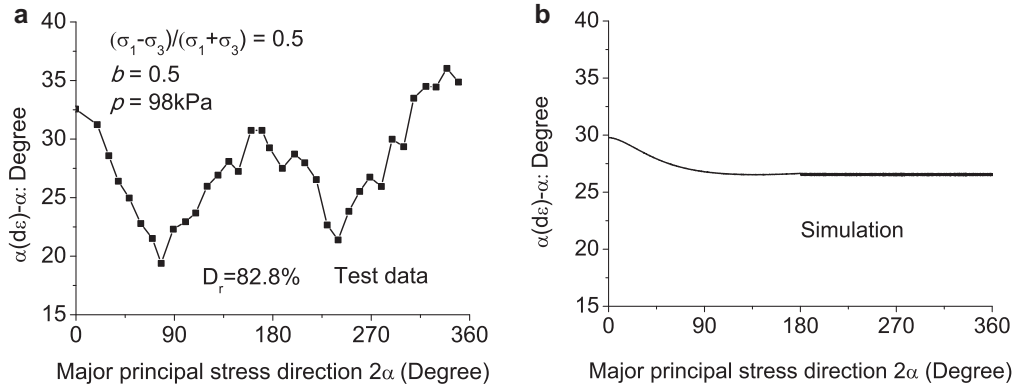 a
40
35
30
25
20
15
α(dε)-α: Degree
(σ1-σ3)/(σ1+σ3) = 0.5
b = 0.5
p = 98kPa
Dr=82.8%
Test data
0 90 180 270 360
Major principal stress direction 2α (Degree)
b
40
35
30
25
20
15
α(dε)-α: Degree
Simulation
0 90 180 270 360
Major principal stress direction 2α (Degree)